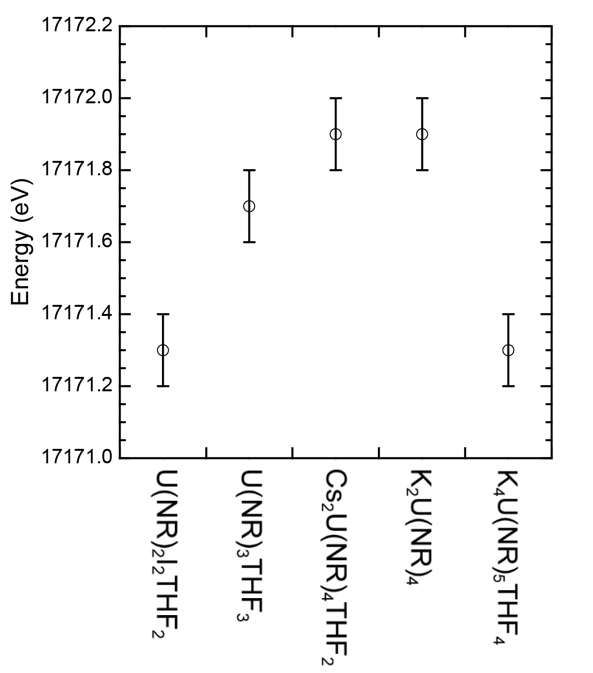 17172.2
17172.0
17171.8
17171.6
17171.4
17171.2
17171.0
Energy (eV)
U(NR)₂I₂THF₂
U(NR)₃THF₃
Cs₂U(NR)₄THF₂
K₂U(NR)₄
K₄U(NR)₅THF₄